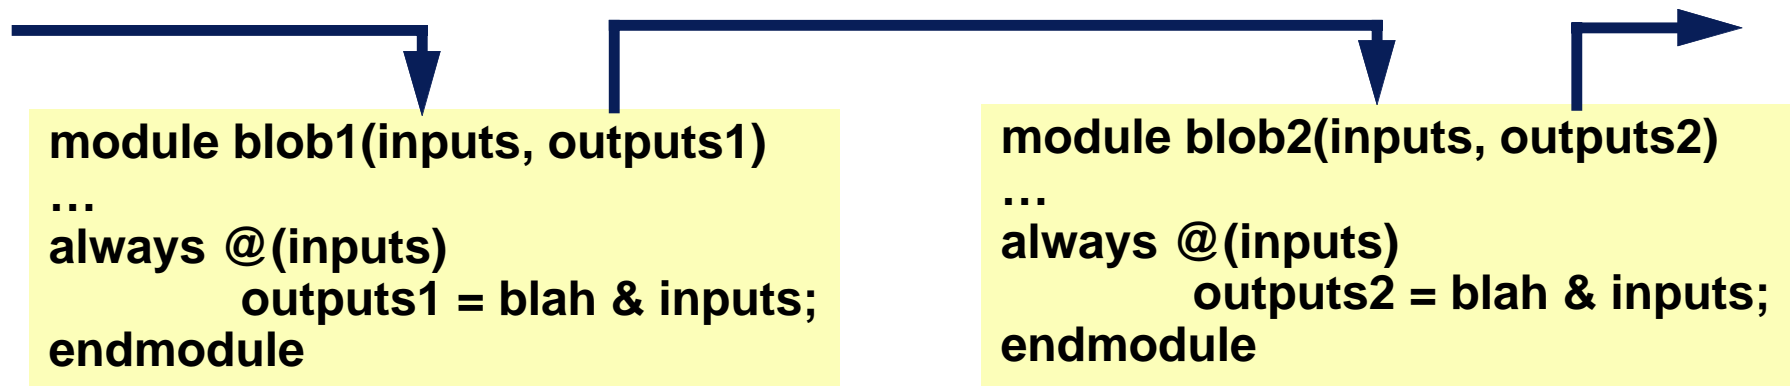 module blob1(inputs, outputs1)
…
always @(inputs)
outputs1 = blah & inputs;
endmodule
module blob2(inputs, outputs2)
…
always @(inputs)
outputs2 = blah & inputs;
endmodule